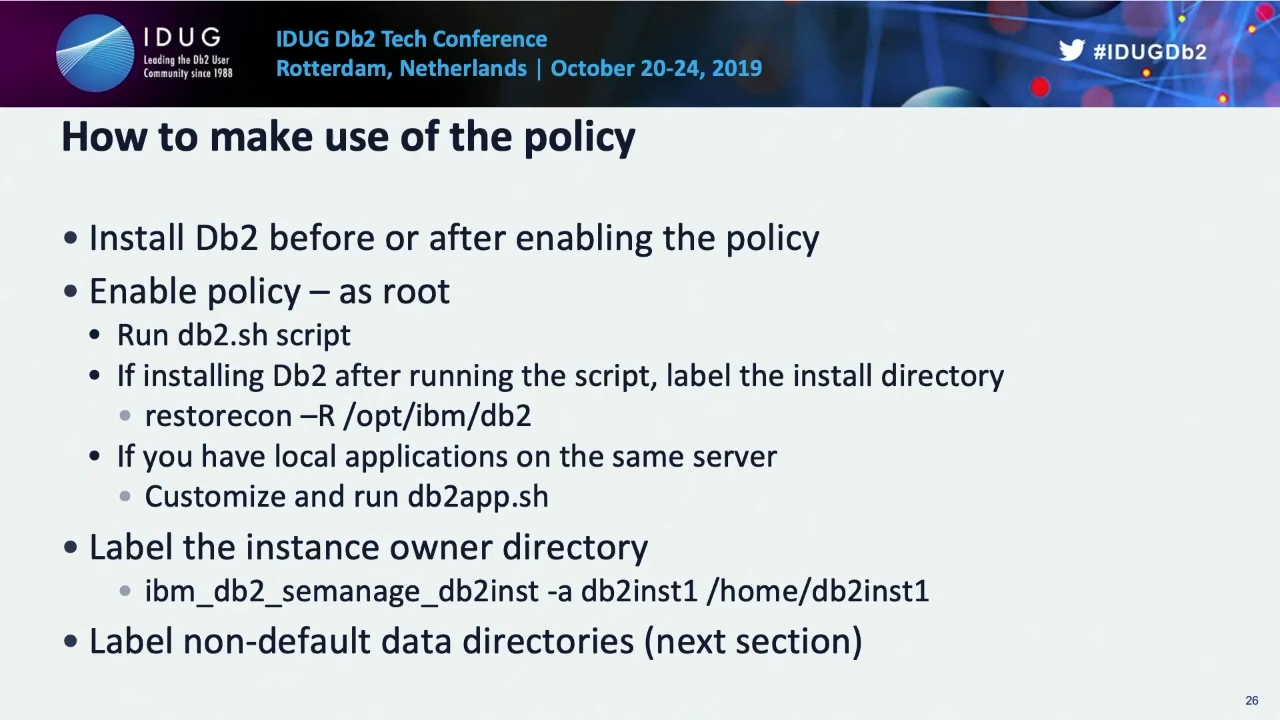 IDUG
Leading the Db2 User
Community since 1988
IDUG Db2 Tech Conference
Rotterdam, Netherlands | October 20-24, 2019
#IDUGDb2
How to make use of the policy
• Install Db2 before or after enabling the policy
• Enable policy – as root
• Run db2.sh script
• If installing Db2 after running the script, label the install directory
• restorecon –R /opt/ibm/db2
• If you have local applications on the same server
• Customize and run db2app.sh
• Label the instance owner directory
• ibm_db2_semanage_db2inst -a db2inst1 /home/db2inst1
• Label non-default data directories (next section)
26